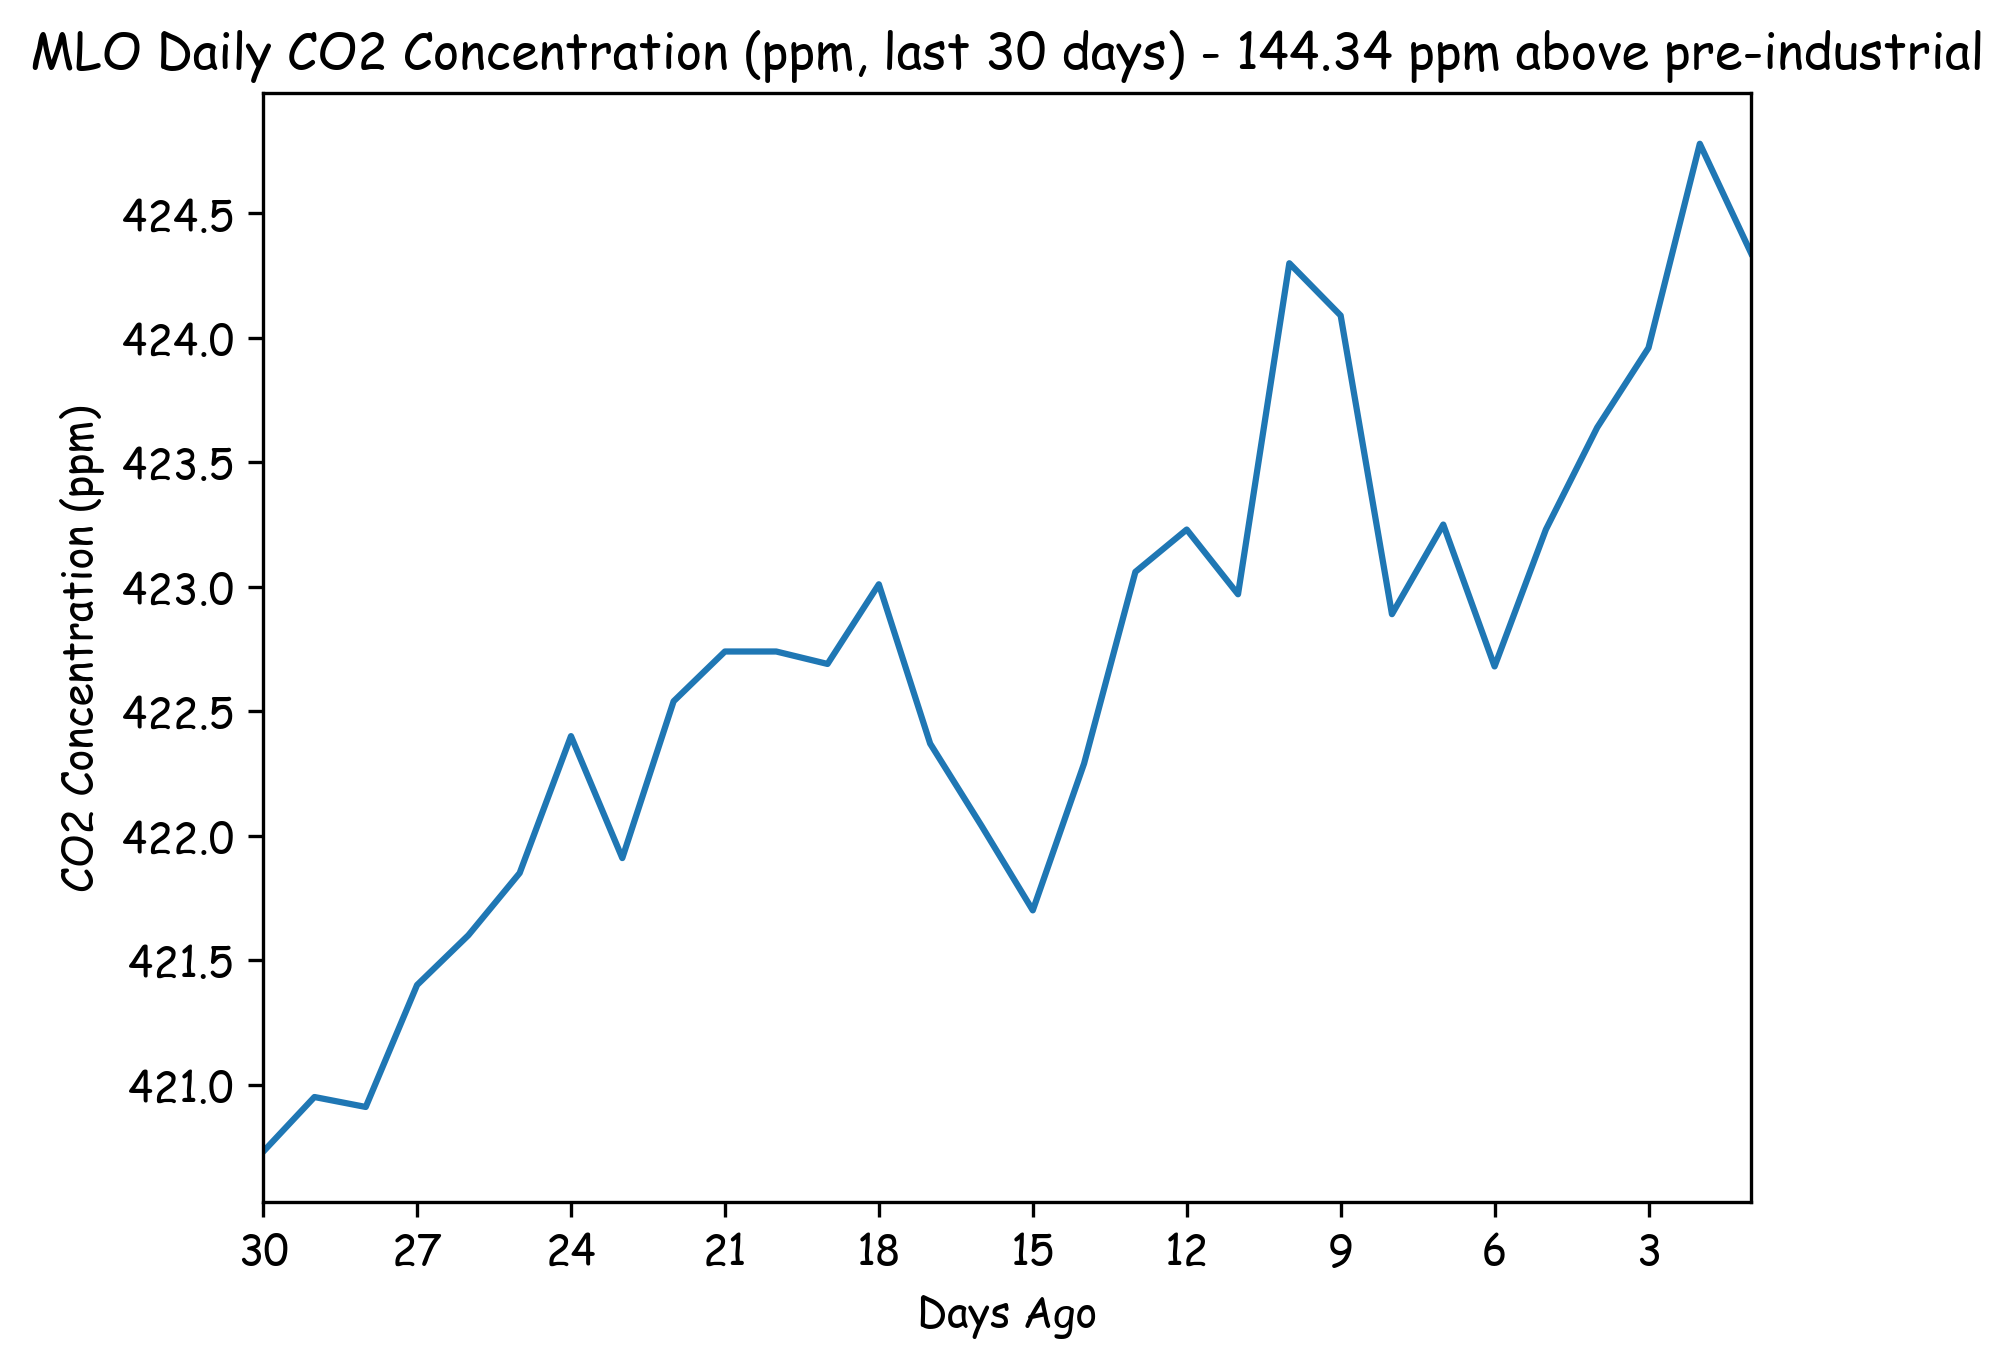 MLO Daily CO2 Concentration (ppm, last 30 days) - 144.34 ppm above pre-industrial
CO2 Concentration (ppm)
424.5
424.0
423.5
423.0
422.5
422.0
421.5
421.0
30 27 24 21 18 15 12 9 6 3
Days Ago